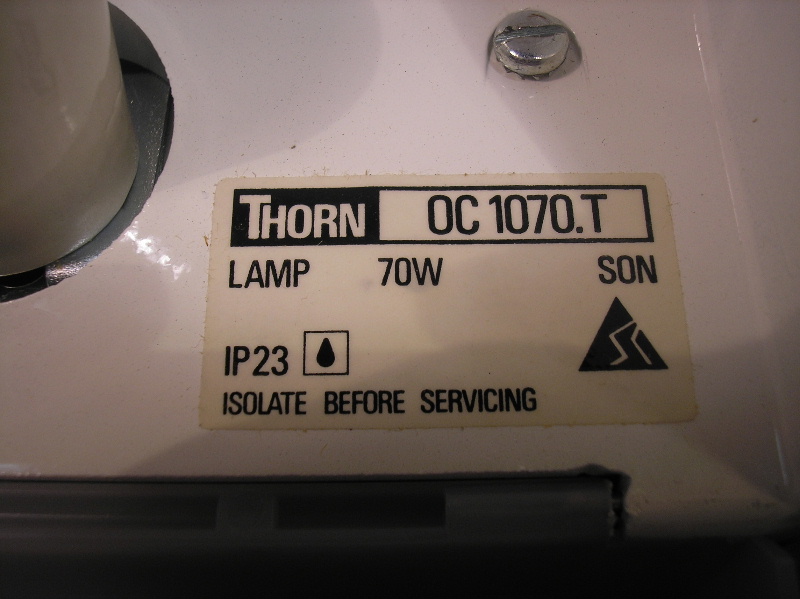 THORN OC 1070.T
LAMP 70W SON
IP23
ISOLATE BEFORE SERVICING